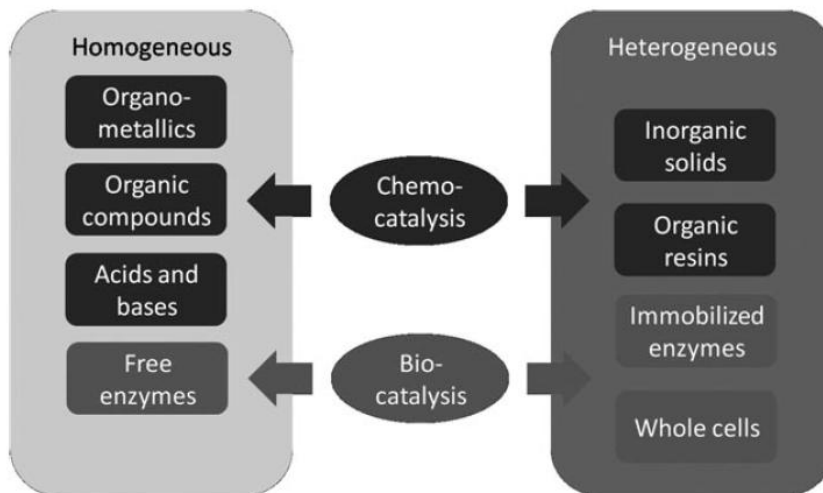 Homogeneous
Organo-
metallics
Organic
compounds
Acids and
bases
Free
enzymes
Chemo-
catalysis
Bio-
catalysis
Heterogeneous
Inorganic
solids
Organic
resins
Immobilized
enzymes
Whole cells